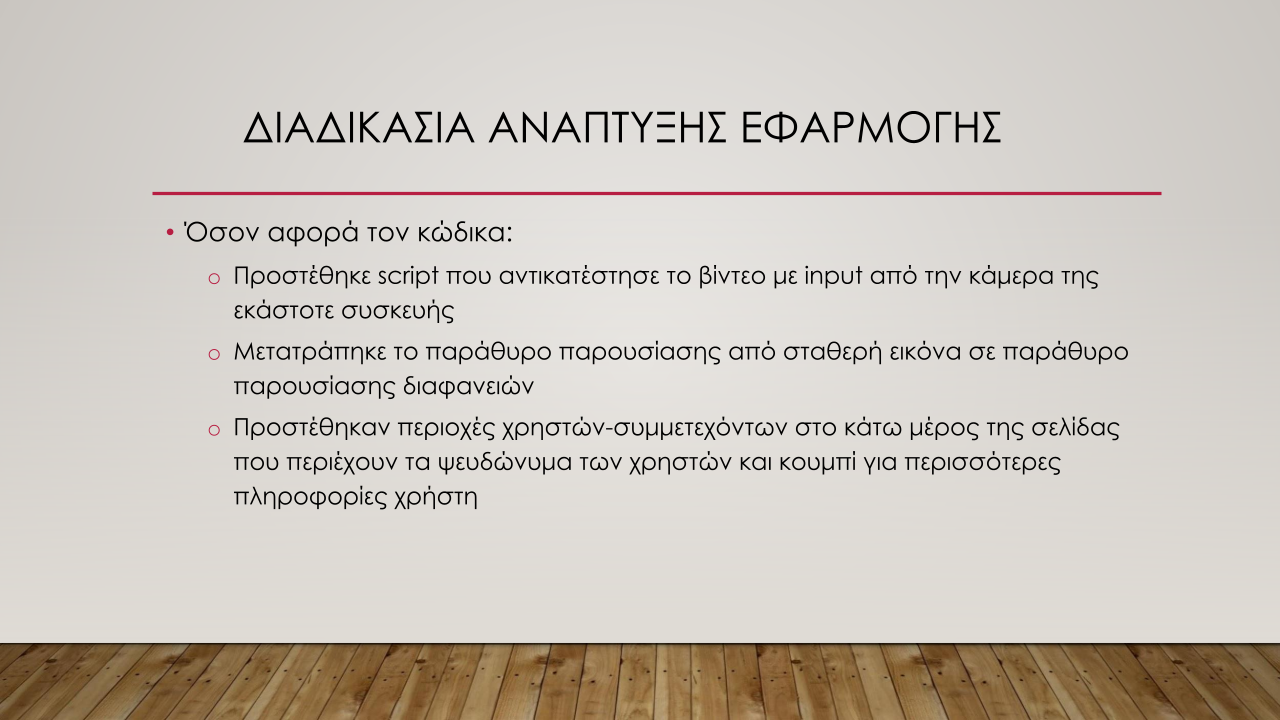 ΔΙΑΔΙΚΑΣΙΑ ΑΝΑΠΤΥΞΗΣ ΕΦΑΡΜΟΓΗΣ
• Όσον αφορά τον κώδικα:
o Προστέθηκε script που αντικατέστησε το βίντεο με input από την κάμερα της
εκάστοτε συσκευής
o Μετατράπηκε το παράθυρο παρουσίασης από σταθερή εικόνα σε παράθυρο
παρουσίασης διαφανειών
o Προστέθηκαν περιοχές χρηστών-συμμετεχόντων στο κάτω μέρος της σελίδας
που περιέχουν τα ψευδώνυμα των χρηστών και κουμπί για περισσότερες
πληροφορίες χρήστη